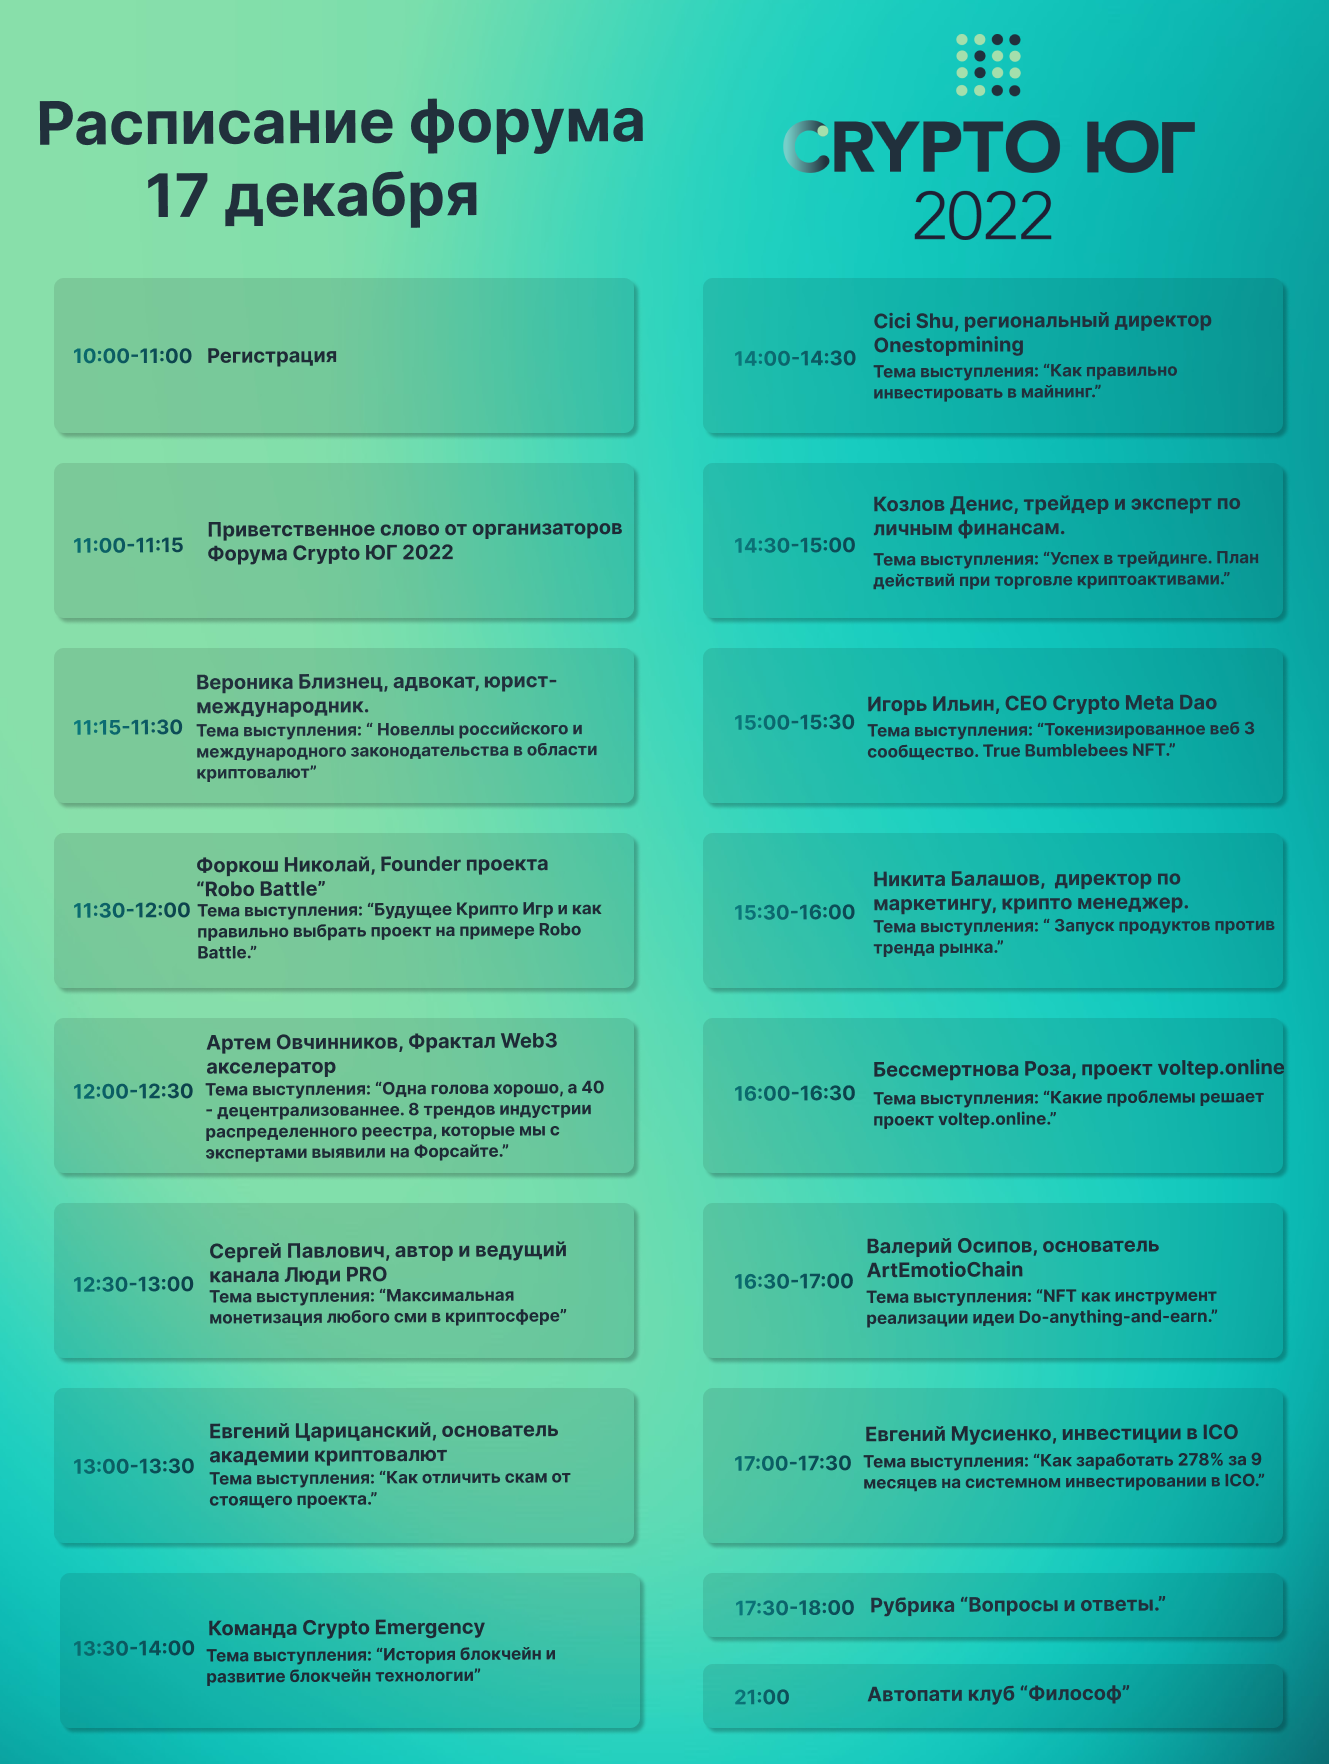 Расписание форума
17 декабря
CRYPTO ЮГ
2022
10:00-11:00
Регистрация
11:00-11:15
Приветственное слово от организаторов
Форума Crypto ЮГ 2022
11:15-11:30
Вероника Близнец, адвокат, юрист-
международник.
Тема выступления: “ Новеллы российского и
международного законодательства в области
криптовалют”
11:30-12:00
Форкош Николай, Founder проекта
“Robo Battle”
Тема выступления: “Будущее Крипто Игр и как
правильно выбрать проект на примере Robo
Battle.”
12:00-12:30
Артем Овчинников, Фрактал Web3
акселератор
Тема выступления: “Одна голова хорошо, а 40
- децентрализованнее. 8 трендов индустрии
распределенного реестра, которые мы с
экспертами выявили на Форсайте.”
12:30-13:00
Сергей Павлович, автор и ведущий
канала Люди PRO
Тема выступления: “Максимальная
монетизация любого сми в криптосфере”
13:00-13:30
Евгений Царицанский, основатель
академии криптовалют
Тема выступления: “Как отличить скам от
стоящего проекта.”
13:30-14:00
Команда Crypto Emergency
Тема выступления: “История блокчейн и
развитие блокчейн технологии”
14:00-14:30
Cici Shu, региональный директор
Onestopmining
Тема выступления: “Как правильно
инвестировать в майнинг.”
14:30-15:00
Козлов Денис, трейдер и эксперт по
личным финансам.
Тема выступления: “Успех в трейдинге. План
действий при торговле криптоактивами.”
15:00-15:30
Игорь Ильин, CEO Crypto Meta Dao
Тема выступления: “Токенизированное веб 3
сообщество. True Bumblebees NFT.”
15:30-16:00
Никита Балашов,  директор по
маркетингу, крипто менеджер.
Тема выступления: “ Запуск продуктов против
тренда рынка.”
16:00-16:30
Бессмертнова Роза, проект voltep.online
Тема выступления: “Какие проблемы решает
проект voltep.online.”
16:30-17:00
Валерий Осипов, основатель
ArtEmotioChain
Тема выступления: “NFT как инструмент
реализации идеи Do-anything-and-earn.”
17:00-17:30
Евгений Мусиенко, инвестиции в ICO
Тема выступления: “Как заработать 278% за 9
месяцев на системном инвестировании в ICO.”
17:30-18:00
Рубрика “Вопросы и ответы.”
21:00
Автопати клуб “Философ”